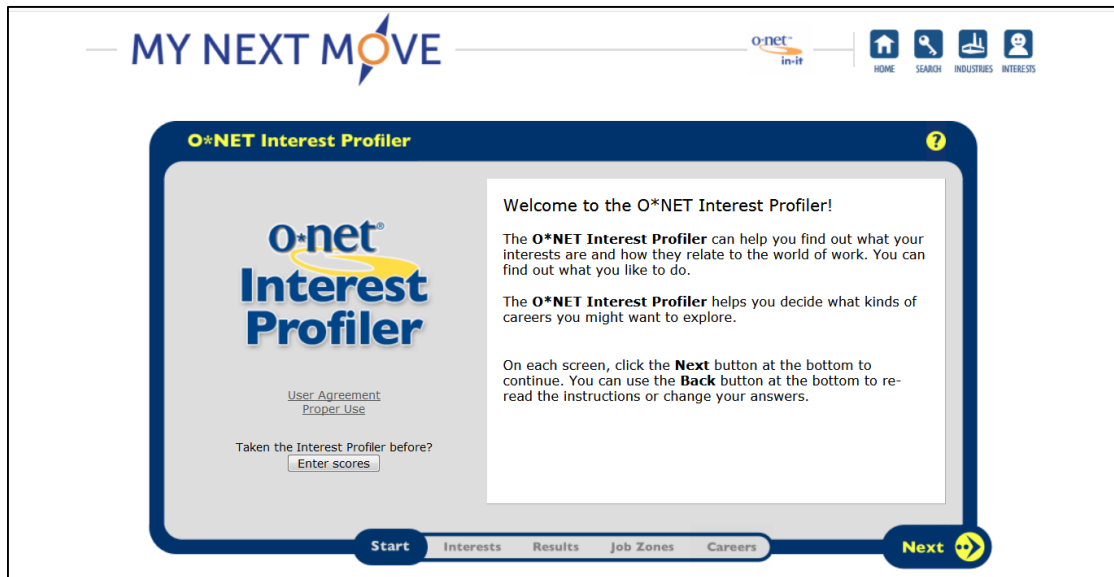 MY NEXT MOVE
o·net™
in-it
HOME
SEARCH
INDUSTRIES
INTERESTS
O*NET Interest Profiler
?
o*net®
Interest
Profiler
User Agreement
Proper Use
Taken the Interest Profiler before?
Enter scores
Welcome to the O*NET Interest Profiler!
The O*NET Interest Profiler can help you find out what your
interests are and how they relate to the world of work. You can
find out what you like to do.
The O*NET Interest Profiler helps you decide what kinds of
careers you might want to explore.
On each screen, click the Next button at the bottom to
continue. You can use the Back button at the bottom to re-
read the instructions or change your answers.
Start
Interests
Results
Job Zones
Careers
Next